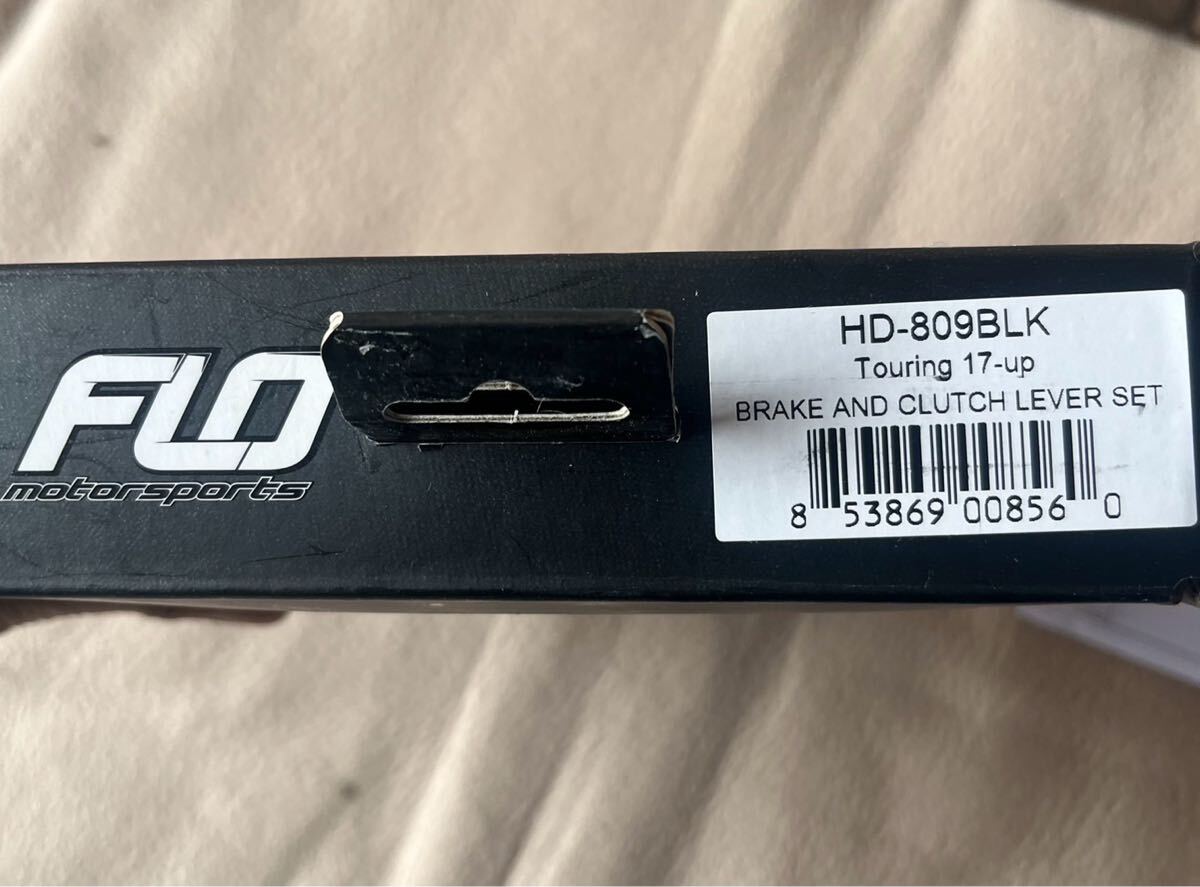 FLO
motorsports
HD-809BLK
Touring 17-up
BRAKE AND CLUTCH LEVER SET
8 53869 00856 0